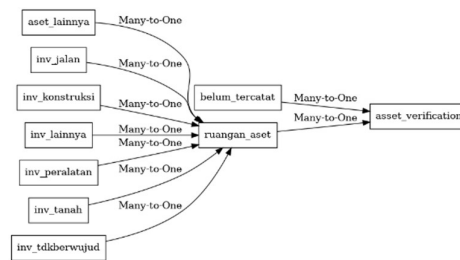 aset_lainnya
Many-to-One
inv_jalan
Many-to-One
inv_konstruksi
Many-to-One
belum_tercatat
Many-to-One
asset_verification
inv_lainnya
Many-to-One
ruangan_aset
Many-to-One
Many-to-One
inv_peralatan
Many-to-One
inv_tanah
Many-to-One
inv_tdkberwujud